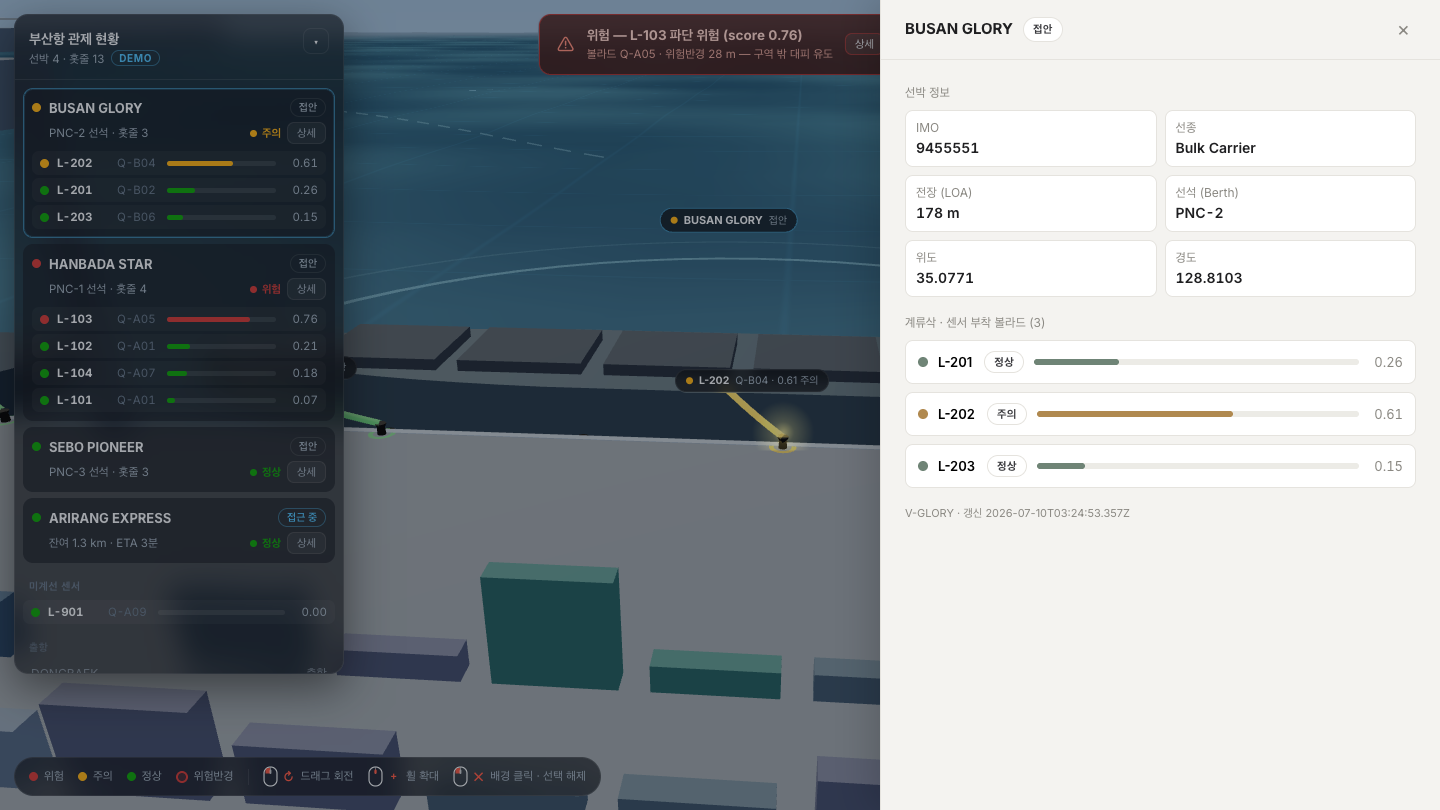 부산항 관제 현황
선박 4 · 홋줄 13 DEMO
BUSAN GLORY 접안
PNC-2 선석 · 홋줄 3 주의 상세
L-202 Q-B04 0.61
L-201 Q-B02 0.26
L-203 Q-B06 0.15
HANBADA STAR 접안
PNC-1 선석 · 홋줄 4 위험 상세
L-103 Q-A05 0.76
L-102 Q-A01 0.21
L-104 Q-A07 0.18
L-101 Q-A01 0.07
SEBO PIONEER 접안
PNC-3 선석 · 홋줄 3 정상 상세
ARIRANG EXPRESS 접근 중
잔여 1.3 km · ETA 3분 정상 상세
미계선 센서
L-901 Q-A09 0.00
출항
DONGBAEK 출항
위험 — L-103 파단 위험 (score 0.76)
볼라드 Q-A05 · 위험반경 28 m — 구역 밖 대피 유도
상세
BUSAN GLORY 접안
L-202 Q-B04 · 0.61 주의
위험 주의 정상 위험반경 드래그 회전 휠 확대 배경 클릭 · 선택 해제
BUSAN GLORY 접안
선박 정보
IMO
9455551
선종
Bulk Carrier
전장 (LOA)
178 m
선석 (Berth)
PNC-2
위도
35.0771
경도
128.8103
계류삭 · 센서 부착 볼라드 (3)
L-201 정상 0.26
L-202 주의 0.61
L-203 정상 0.15
V-GLORY · 갱신 2026-07-10T03:24:53.357Z